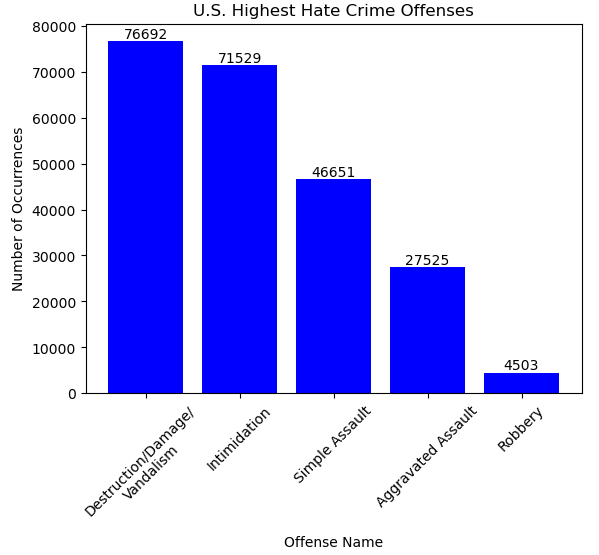 U.S. Highest Hate Crime Offenses
Number of Occurrences
80000
70000
60000
50000
40000
30000
20000
10000
0
76692
71529
46651
27525
4503
Destruction/Damage/
Vandalism
Intimidation
Simple Assault
Aggravated Assault
Robbery
Offense Name